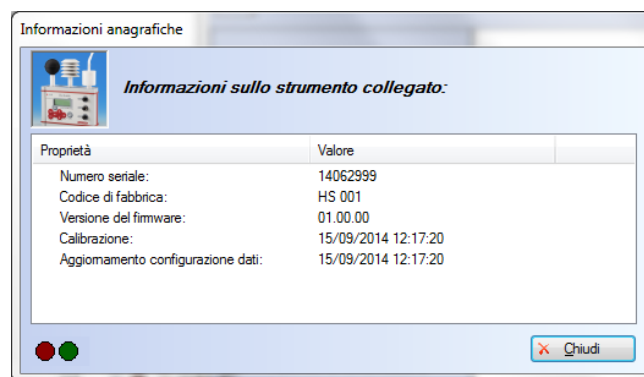 Informazioni anagrafiche
Informazioni sullo strumento collegato:
Proprietà Valore
Numero seriale: 14062999
Codice di fabbrica: HS 001
Versione del firmware: 01.00.00
Calibrazione: 15/09/2014 12:17:20
Aggiornamento configurazione dati: 15/09/2014 12:17:20
Chiudi